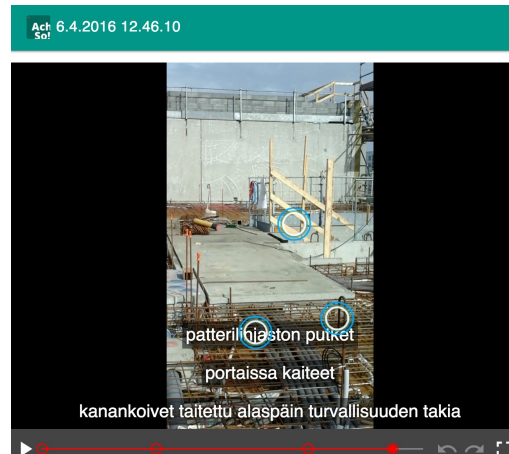 Ach
So!
6.4.2016 12.46.10
patterilinjaston putket
portaissa kaiteet
kanankoivet taitettu alaspäin turvallisuuden takia